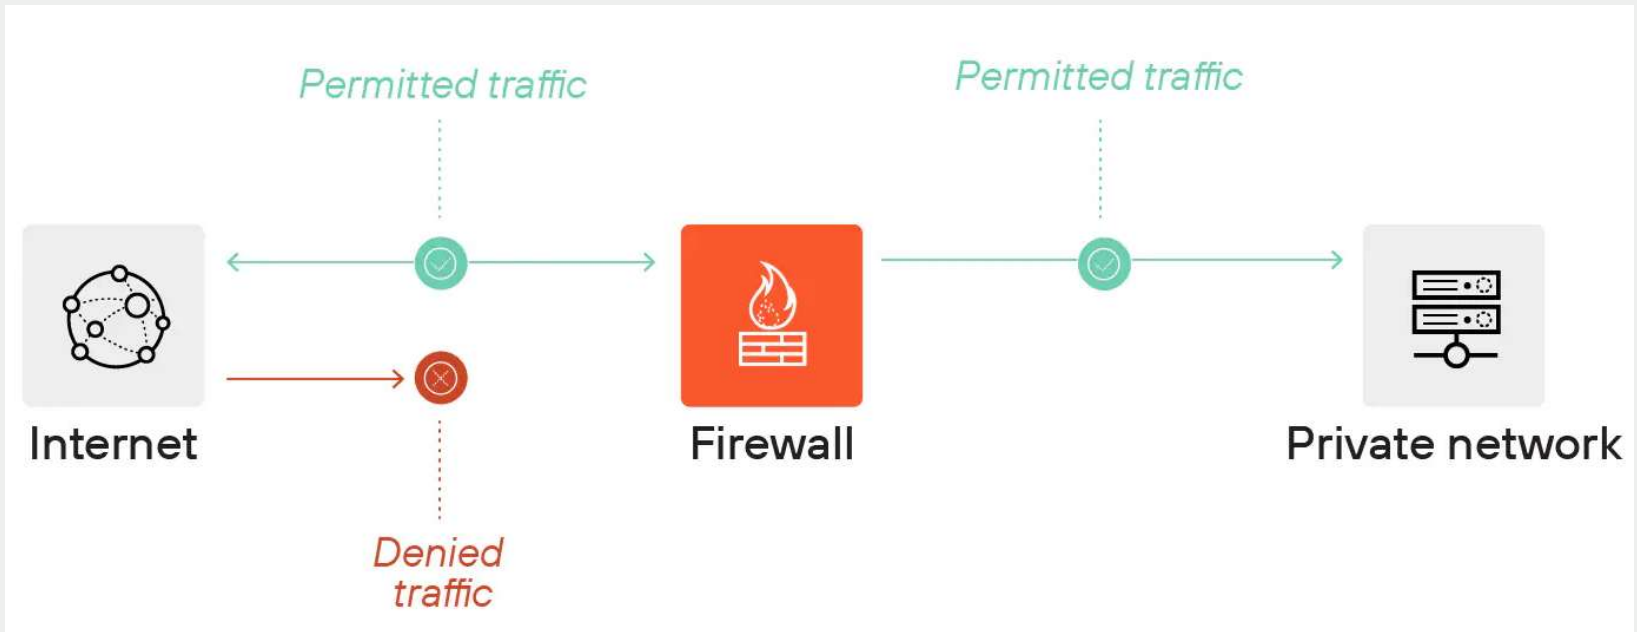 Permitted traffic
Permitted traffic
Internet
Firewall
Private network
Denied
traffic